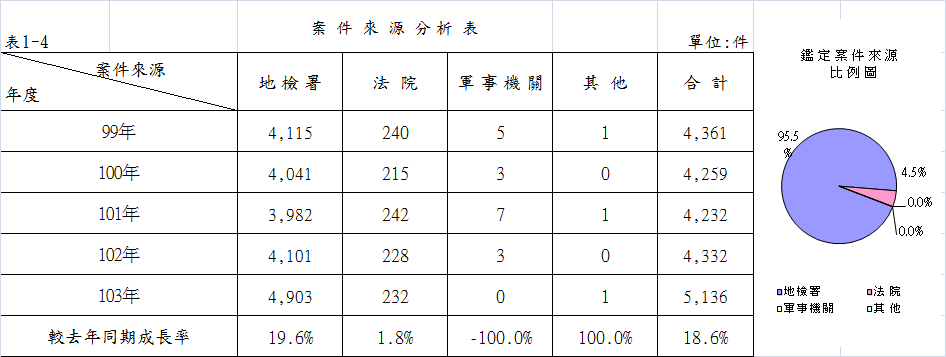 案 件 來 源 分 析 表
表1-4 單位:件
案件來源
年度
地檢署 法 院 軍事機關 其 他 合 計
99年 4,115 240 5 1 4,361
100年 4,041 215 3 0 4,259
101年 3,982 242 7 1 4,232
102年 4,101 228 3 0 4,332
103年 4,903 232 0 1 5,136
較去年同期成長率 19.6% 1.8% -100.0% 100.0% 18.6%
鑑定案件來源
比例圖
95.5
%
4.5%
0.0%
0.0%
地檢署 法 院
軍事機關 其 他